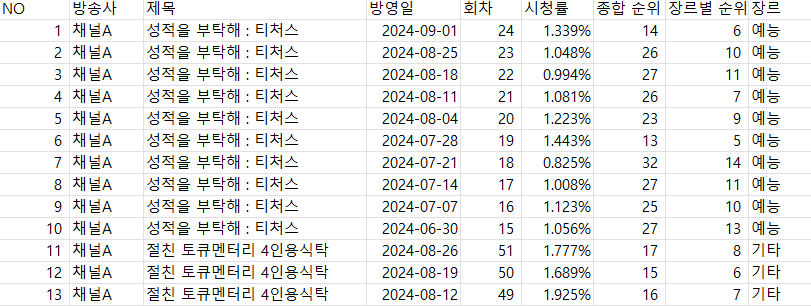 NO 방송사 제목 방영일 회차 시청률 종합 순위 장르별 순위 장르
1 채널A 성적을 부탁해 : 티처스 2024-09-01 24 1.339% 14 6 예능
2 채널A 성적을 부탁해 : 티처스 2024-08-25 23 1.048% 26 10 예능
3 채널A 성적을 부탁해 : 티처스 2024-08-18 22 0.994% 27 11 예능
4 채널A 성적을 부탁해 : 티처스 2024-08-11 21 1.081% 26 7 예능
5 채널A 성적을 부탁해 : 티처스 2024-08-04 20 1.223% 23 9 예능
6 채널A 성적을 부탁해 : 티처스 2024-07-28 19 1.443% 13 5 예능
7 채널A 성적을 부탁해 : 티처스 2024-07-21 18 0.825% 32 14 예능
8 채널A 성적을 부탁해 : 티처스 2024-07-14 17 1.008% 27 11 예능
9 채널A 성적을 부탁해 : 티처스 2024-07-07 16 1.123% 25 10 예능
10 채널A 성적을 부탁해 : 티처스 2024-06-30 15 1.056% 27 13 예능
11 채널A 절친 토큐멘터리 4인용식탁 2024-08-26 51 1.777% 17 8 기타
12 채널A 절친 토큐멘터리 4인용식탁 2024-08-19 50 1.689% 15 6 기타
13 채널A 절친 토큐멘터리 4인용식탁 2024-08-12 49 1.925% 16 7 기타